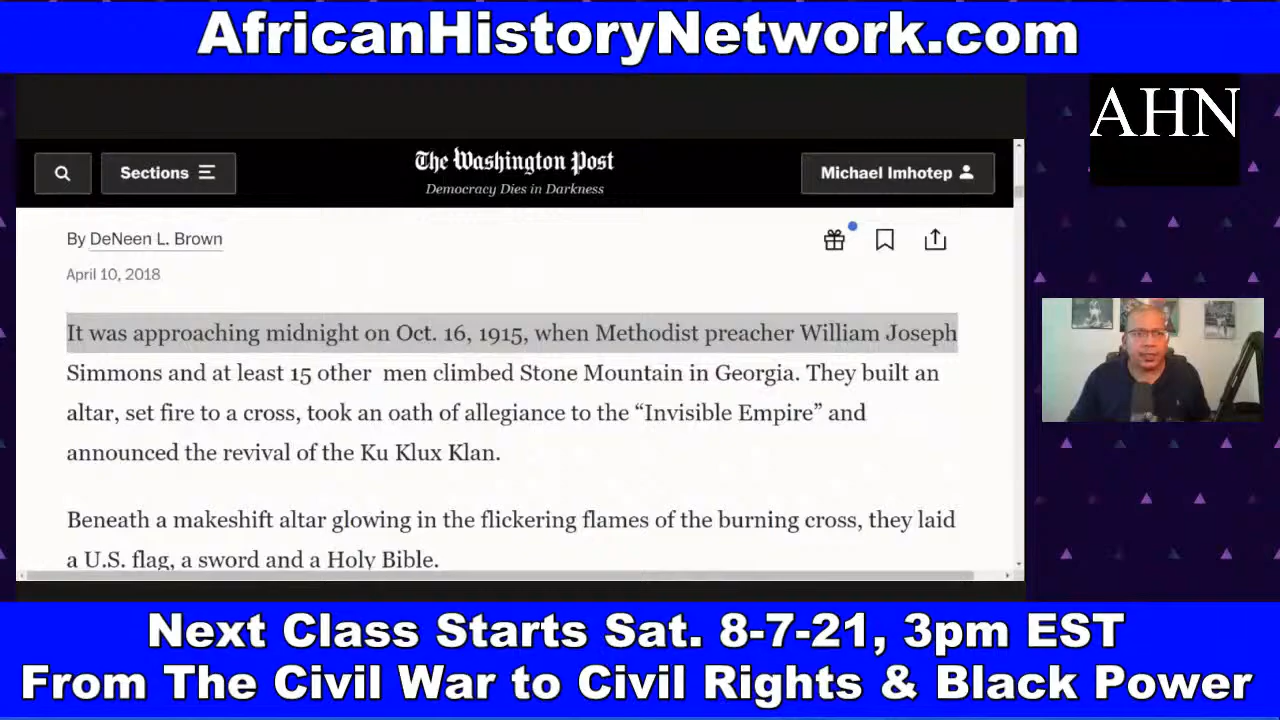 AfricanHistoryNetwork.com
AHN
Sections
The Washington Post
Democracy Dies in Darkness
Michael Imhotep
By DeNeen L. Brown
April 10, 2018
It was approaching midnight on Oct. 16, 1915, when Methodist preacher William Joseph
Simmons and at least 15 other men climbed Stone Mountain in Georgia. They built an
altar, set fire to a cross, took an oath of allegiance to the “Invisible Empire” and
announced the revival of the Ku Klux Klan.
Beneath a makeshift altar glowing in the flickering flames of the burning cross, they laid
a U.S. flag, a sword and a Holy Bible.
Next Class Starts Sat. 8-7-21, 3pm EST
From The Civil War to Civil Rights & Black Power